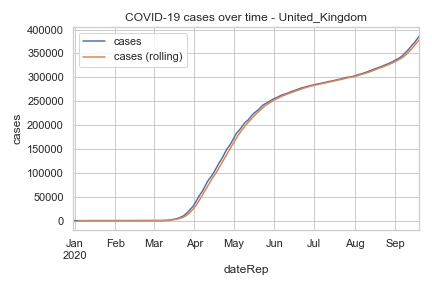 COVID-19 cases over time - United_Kingdom
cases
cases (rolling)
400000
350000
300000
250000
200000
150000
100000
50000
0
cases
Jan Feb Mar Apr May Jun Jul Aug Sep
2020
dateRep